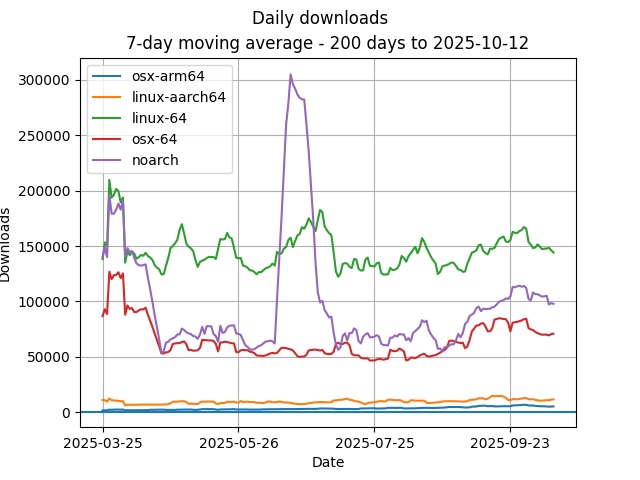 Daily downloads
7-day moving average - 200 days to 2025-10-12
osx-arm64
linux-aarch64
linux-64
osx-64
noarch
300000
250000
200000
150000
100000
50000
0
Downloads
2025-03-25
2025-05-26
2025-07-25
2025-09-23
Date